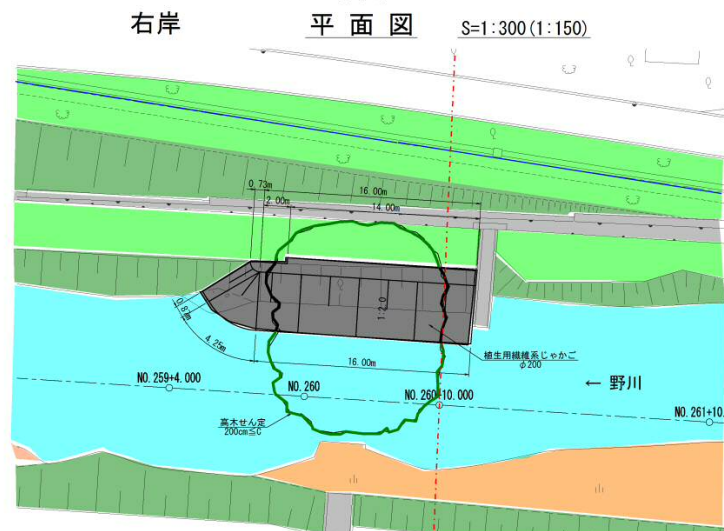 右岸
平面図
S=1:300(1:150)
0.73m
16.00m
2.00m
14.00m
1:2.0
4.25m
16.00m
植生用繊維系じゃかご
φ200
NO.259+4.000
NO.260
NO.260+10.000
← 野川
NO.261+10.
高木せん定
200cm≦C